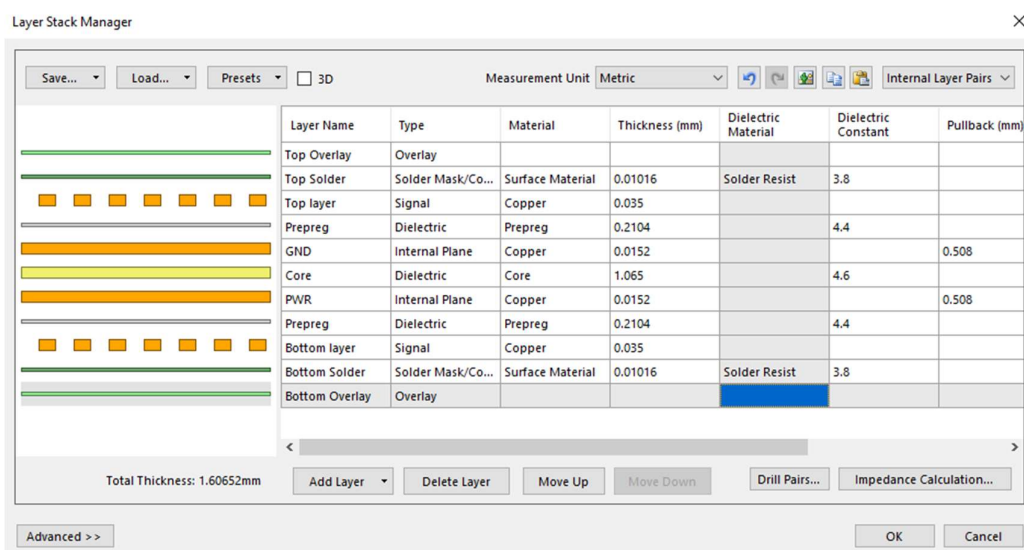 Layer Stack Manager
Save... Load... Presets 3D Measurement Unit Metric Internal Layer Pairs
Layer Name Type Material Thickness (mm) Dielectric Material Dielectric Constant Pullback (mm)
Top Overlay Overlay
Top Solder Solder Mask/Co... Surface Material 0.01016 Solder Resist 3.8
Top layer Signal Copper 0.035
Prepreg Dielectric Prepreg 0.2104 4.4
GND Internal Plane Copper 0.0152 0.508
Core Dielectric Core 1.065 4.6
PWR Internal Plane Copper 0.0152 0.508
Prepreg Dielectric Prepreg 0.2104 4.4
Bottom layer Signal Copper 0.035
Bottom Solder Solder Mask/Co... Surface Material 0.01016 Solder Resist 3.8
Bottom Overlay Overlay
Total Thickness: 1.60652mm Add Layer Delete Layer Move Up Move Down Drill Pairs... Impedance Calculation...
Advanced >> OK Cancel